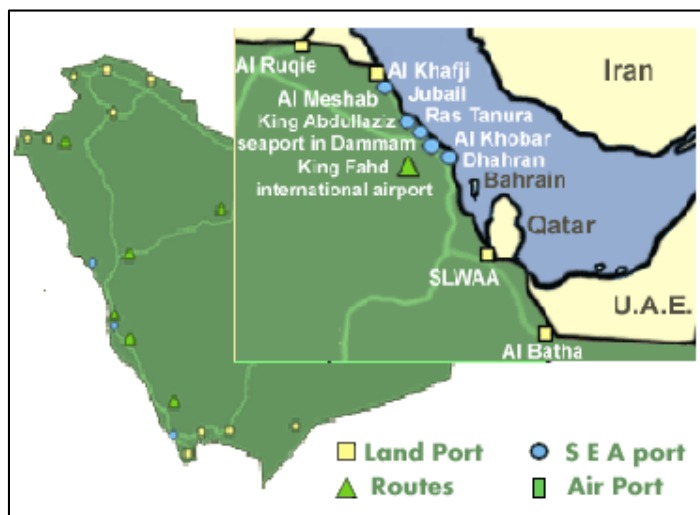 Iran
Al Ruqie
Al Khafji
Jubail
Al Meshab
Ras Tanura
King Abdullaziz
seaport in Dammam
Al Khobar
Dhahran
King Fahd
international airport
Bahrain
Qatar
SLWAA
U.A.E.
Al Batha
Land Port
S E A port
Routes
Air Port